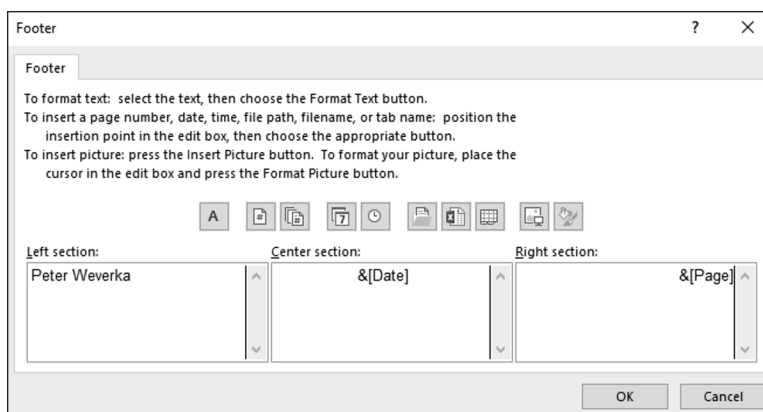 Footer
? ×
Footer
To format text: select the text, then choose the Format Text button.
To insert a page number, date, time, file path, filename, or tab name: position the
insertion point in the edit box, then choose the appropriate button.
To insert picture: press the Insert Picture button. To format your picture, place the
cursor in the edit box and press the Format Picture button.
A # # 7
Left section: Center section: Right section:
Peter Weverka &[Date] &[Page]
OK Cancel